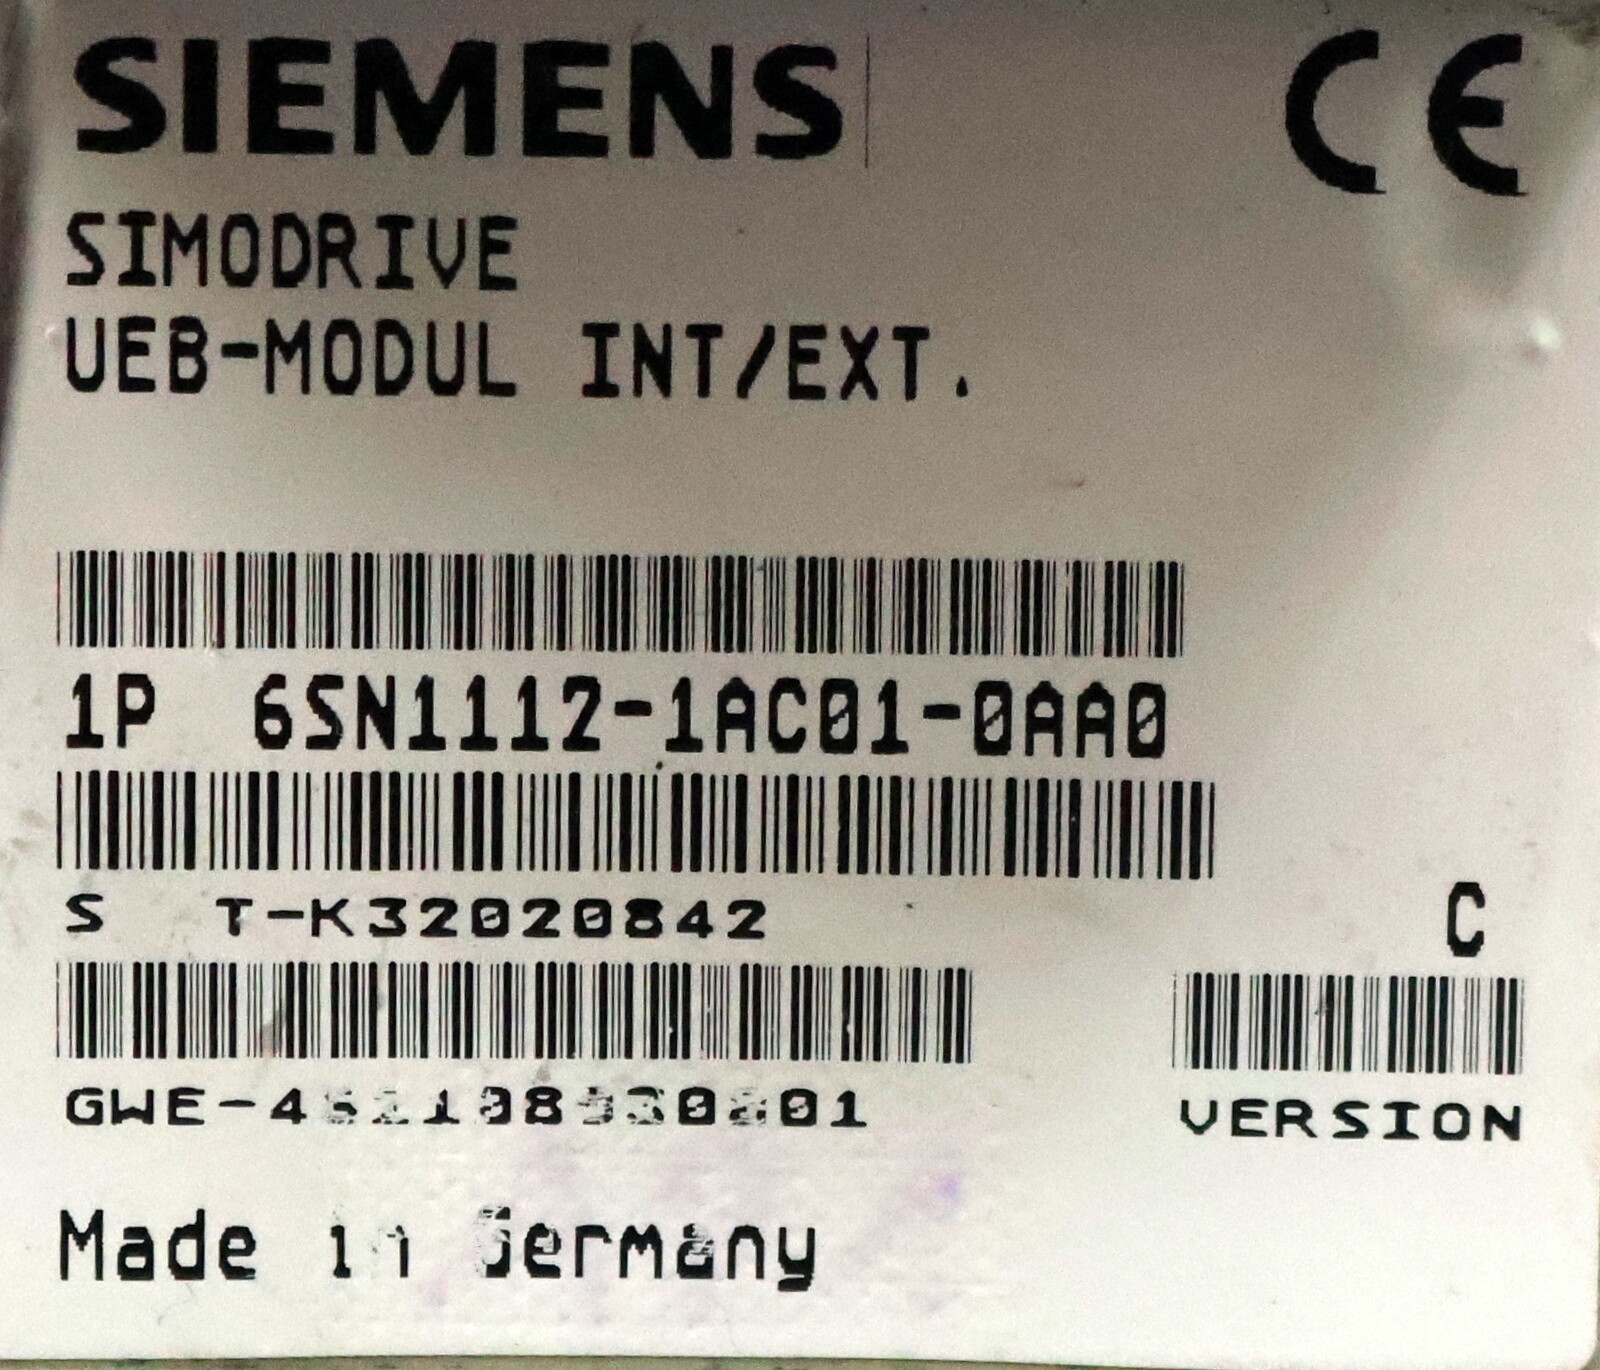 SIEMENS
CE
SIMODRIVE
UEB-MODUL INT/EXT.
1P 6SN1112-1AC01-0AA0
S T-K32020842
C
VERSION
Made in Germany